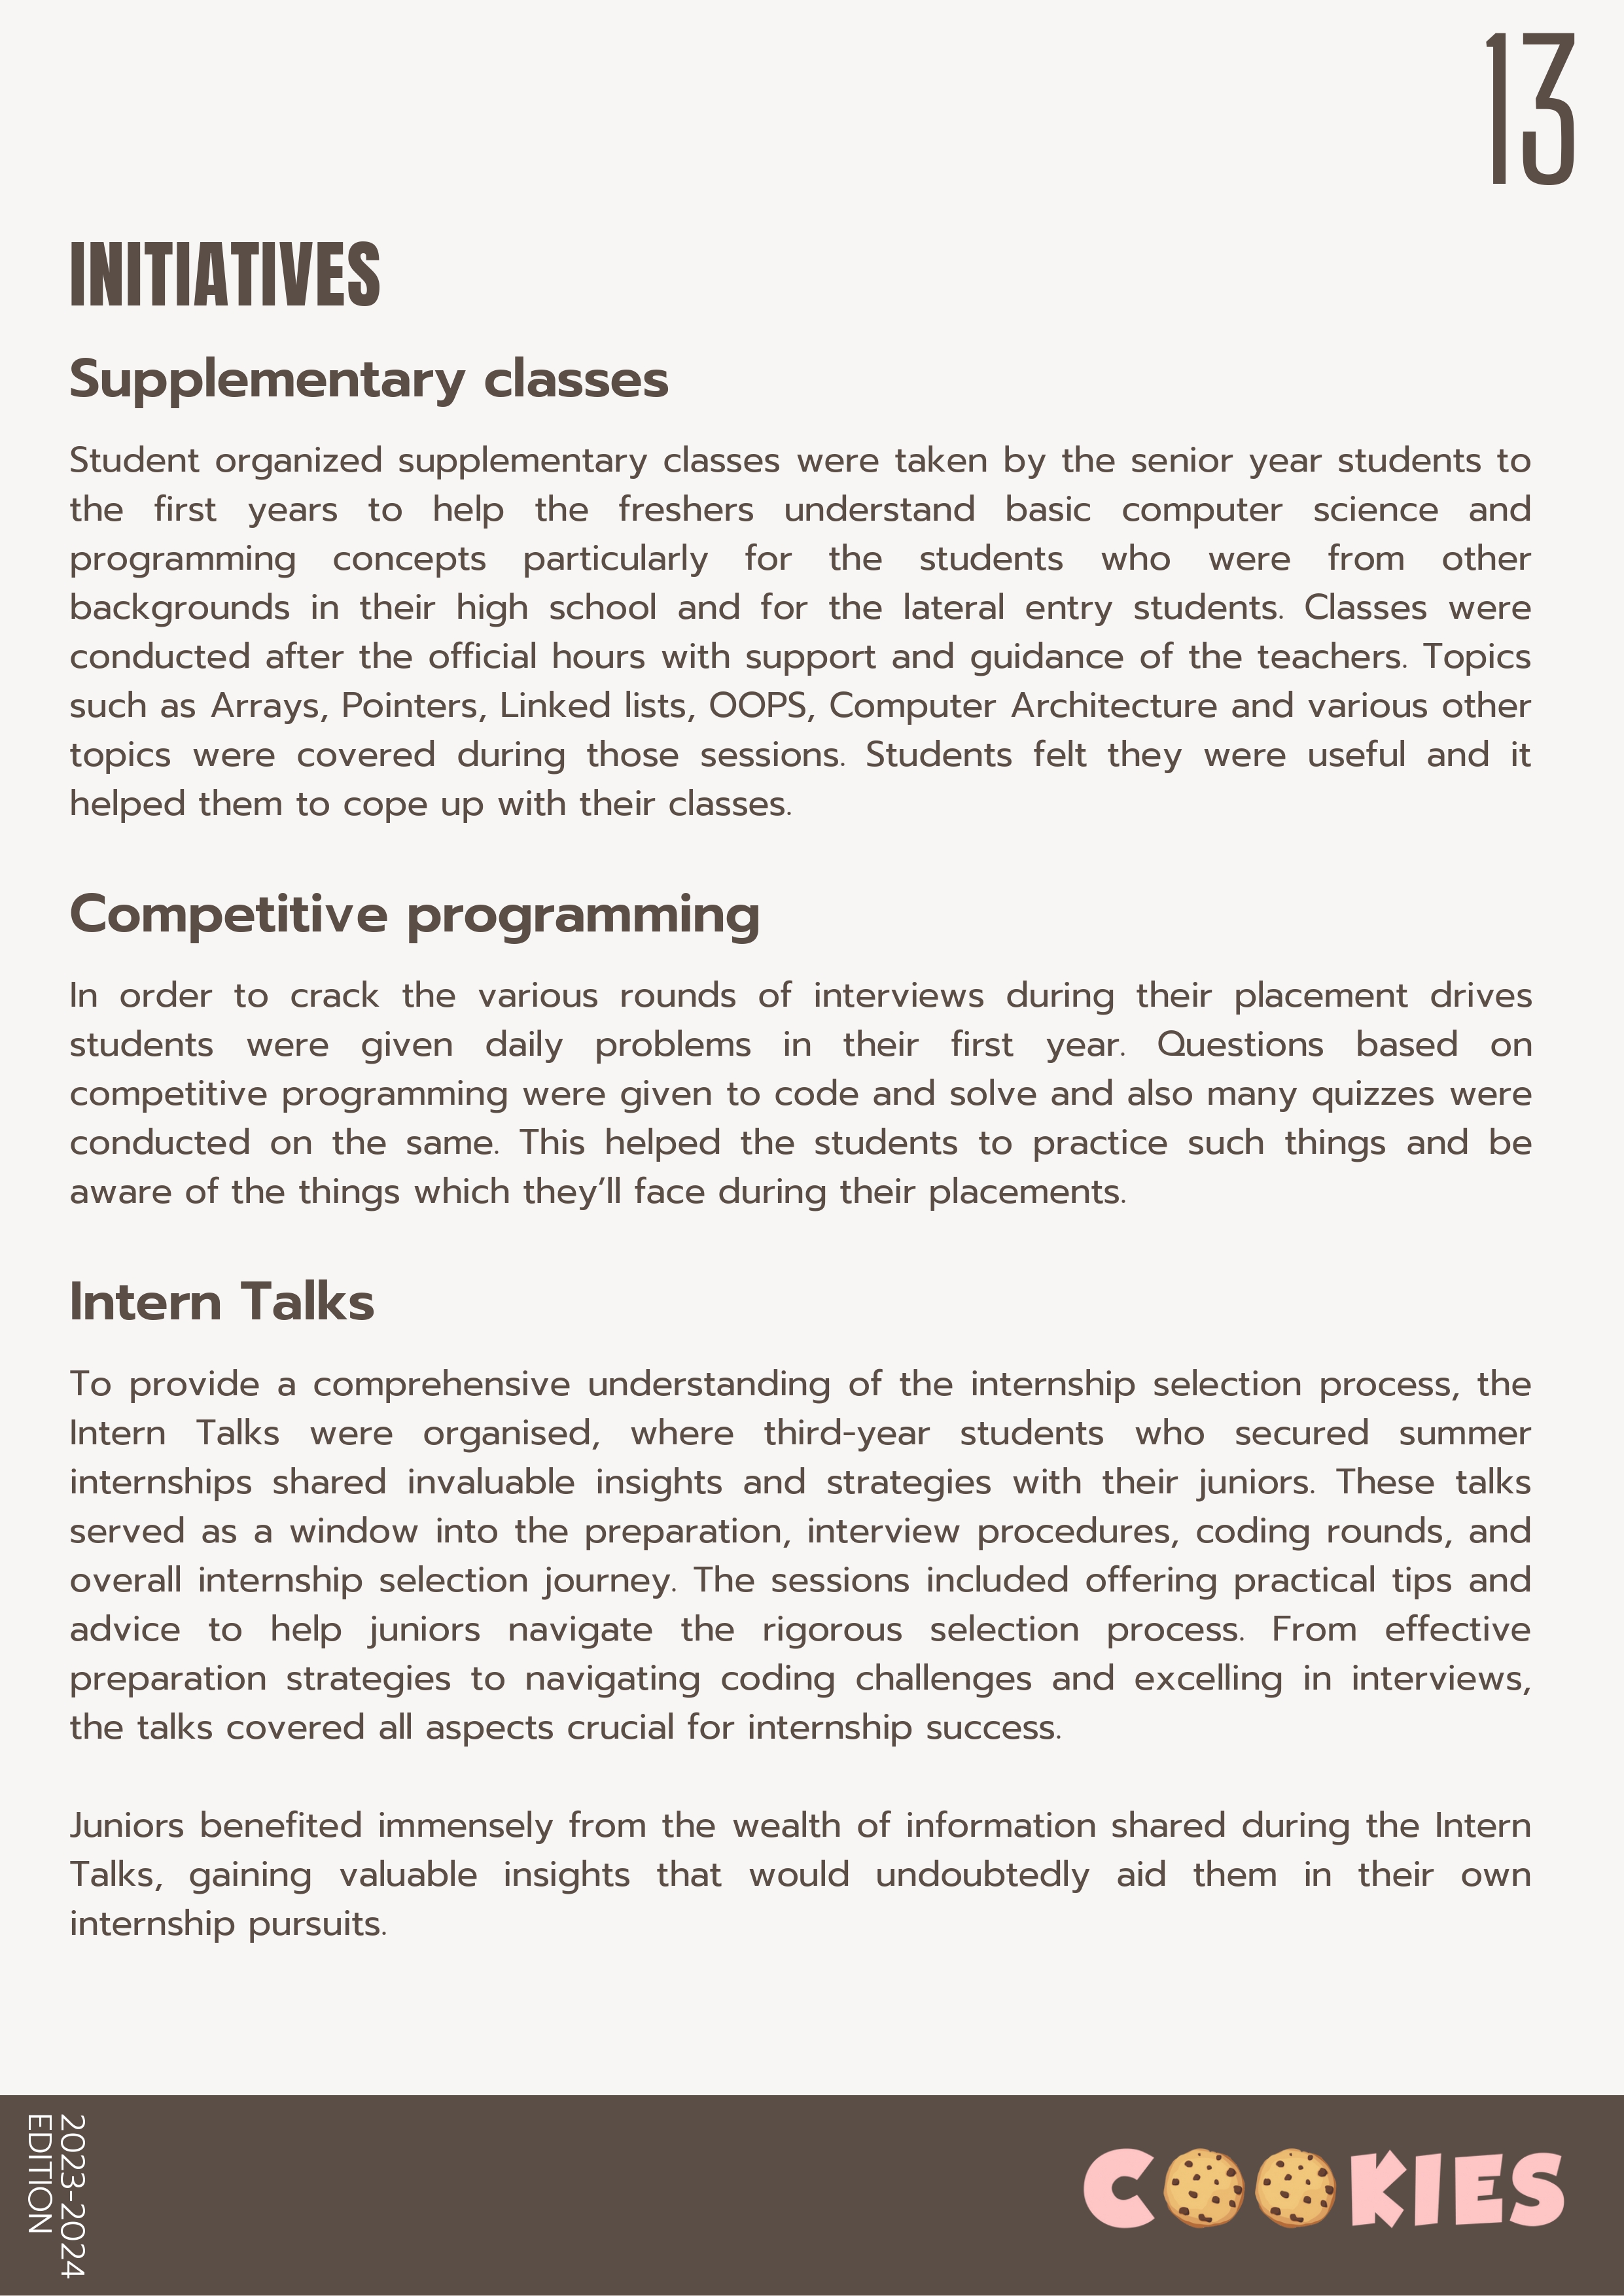 13
INITIATIVES
Supplementary classes
Student organized supplementary classes were taken by the senior year students to
the first years to help the freshers understand basic computer science and
programming concepts particularly for the students who were from other
backgrounds in their high school and for the lateral entry students. Classes were
conducted after the official hours with support and guidance of the teachers. Topics
such as Arrays, Pointers, Linked lists, OOPS, Computer Architecture and various other
topics were covered during those sessions. Students felt they were useful and it
helped them to cope up with their classes.
Competitive programming
In order to crack the various rounds of interviews during their placement drives
students were given daily problems in their first year. Questions based on
competitive programming were given to code and solve and also many quizzes were
conducted on the same. This helped the students to practice such things and be
aware of the things which they’ll face during their placements.
Intern Talks
To provide a comprehensive understanding of the internship selection process, the
Intern Talks were organised, where third-year students who secured summer
internships shared invaluable insights and strategies with their juniors. These talks
served as a window into the preparation, interview procedures, coding rounds, and
overall internship selection journey. The sessions included offering practical tips and
advice to help juniors navigate the rigorous selection process. From effective
preparation strategies to navigating coding challenges and excelling in interviews,
the talks covered all aspects crucial for internship success.
Juniors benefited immensely from the wealth of information shared during the Intern
Talks, gaining valuable insights that would undoubtedly aid them in their own
internship pursuits.
2023-2024
EDITION
COOKIES